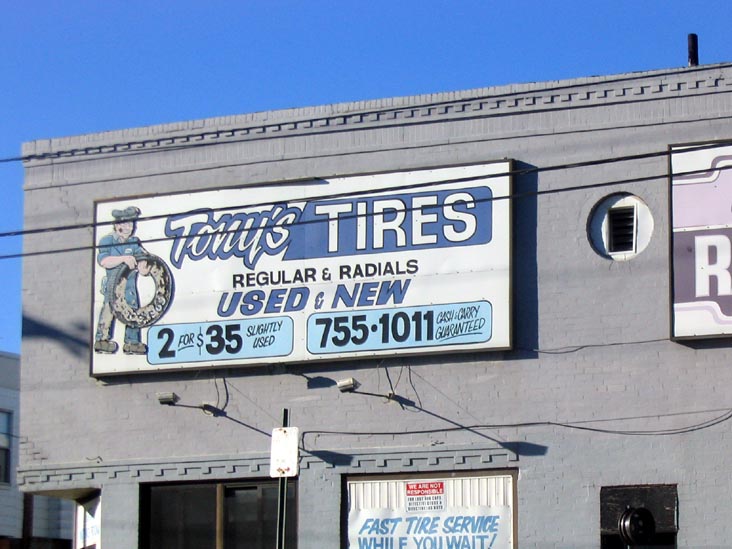 Tony's TIRES
REGULAR & RADIALS
USED & NEW
2 FOR $35 SLIGHTLY USED
755·1011 CASH & CARRY GUARANTEED
R
WE ARE NOT
RESPONSIBLE
FAST TIRE SERVICE
WHILE YOU WAIT!